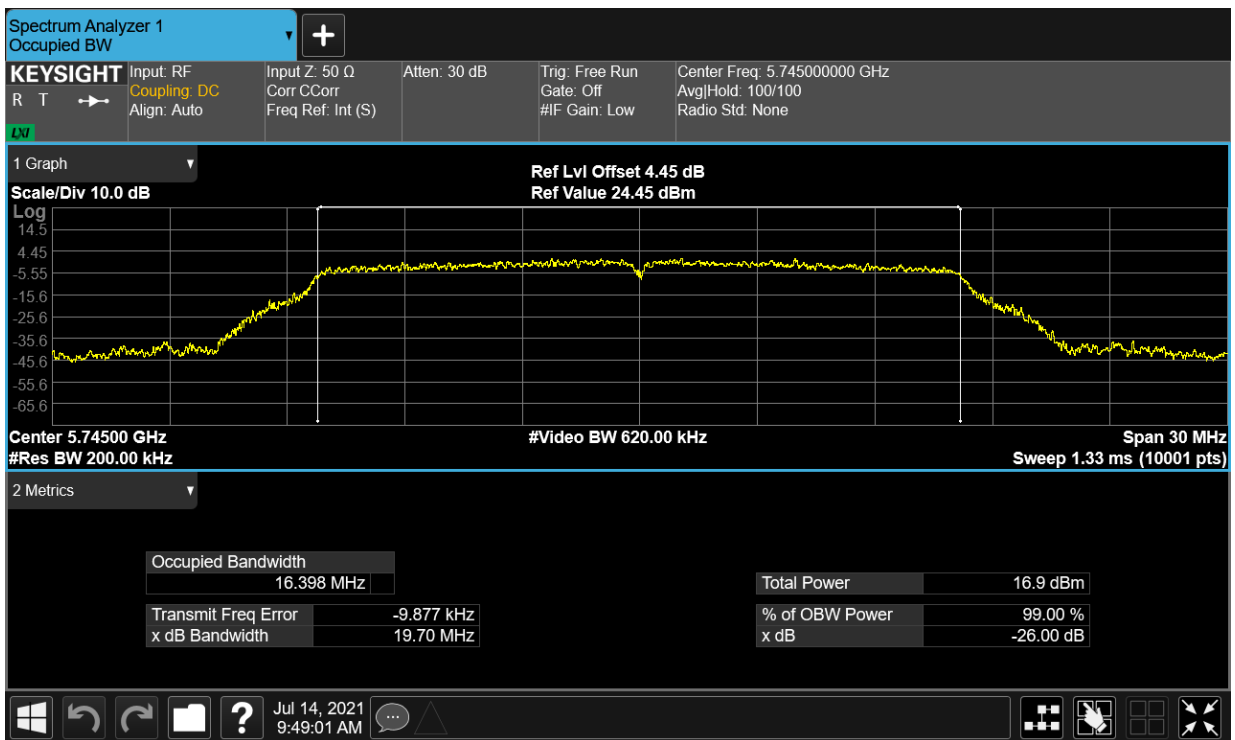 Spectrum Analyzer 1
Occupied BW
KEYSIGHT
R T
LXI
Input: RF
Coupling: DC
Align: Auto
Input Z: 50 Ω
Corr CCorr
Freq Ref: Int (S)
Atten: 30 dB
Trig: Free Run
Gate: Off
#IF Gain: Low
Center Freq: 5.745000000 GHz
Avg|Hold: 100/100
Radio Std: None
1 Graph
Scale/Div 10.0 dB
Ref Lvl Offset 4.45 dB
Ref Value 24.45 dBm
Log
14.5
4.45
-5.55
-15.6
-25.6
-35.6
-45.6
-55.6
-65.6
Center 5.74500 GHz
#Res BW 200.00 kHz
#Video BW 620.00 kHz
Span 30 MHz
Sweep 1.33 ms (10001 pts)
2 Metrics
Occupied Bandwidth
16.398 MHz
Transmit Freq Error -9.877 kHz
x dB Bandwidth 19.70 MHz
Total Power 16.9 dBm
% of OBW Power 99.00 %
x dB -26.00 dB
?
Jul 14, 2021
9:49:01 AM